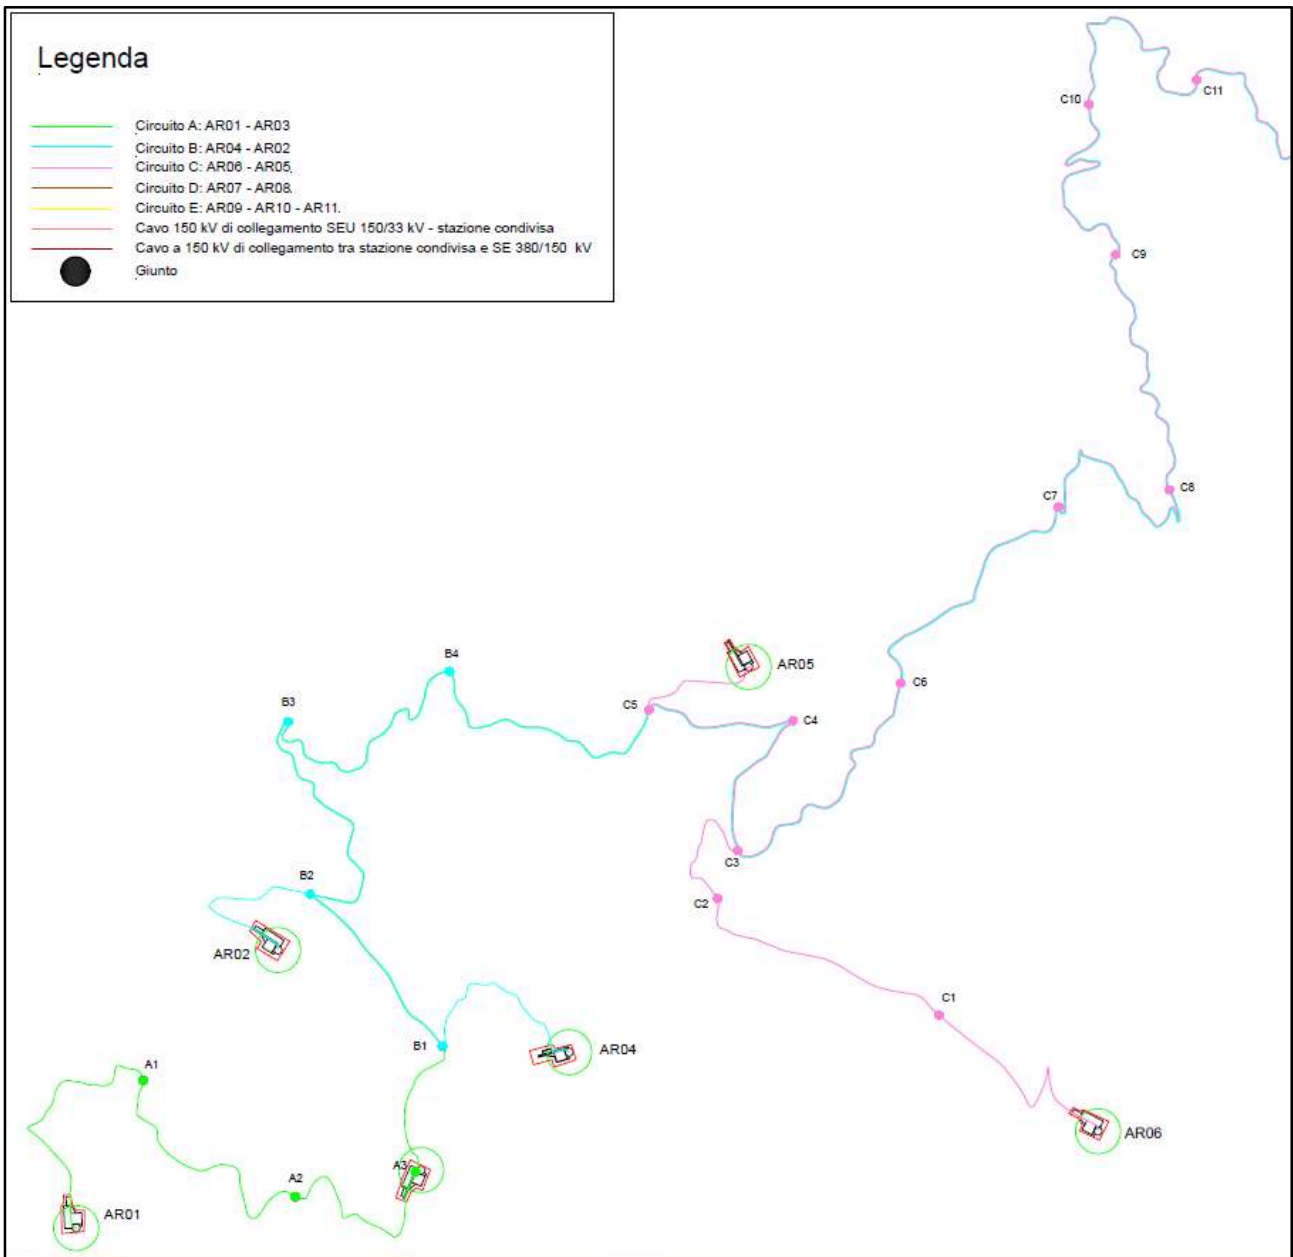 Legenda
Circuito A: AR01 - AR03
Circuito B: AR04 - AR02
Circuito C: AR06 - AR05.
Circuito D: AR07 - AR08.
Circuito E: AR09 - AR10 - AR11.
Cavo 150 kV di collegamento SEU 150/33 kV - stazione condivisa
Cavo a 150 kV di collegamento tra stazione condivisa e SE 380/150 kV
Giunto
C10
C11
C9
C8
C7
B4
AR05
C6
B3
C5
C4
C3
B2
C2
AR02
C1
B1
AR04
A1
AR06
A3
A2
AR01